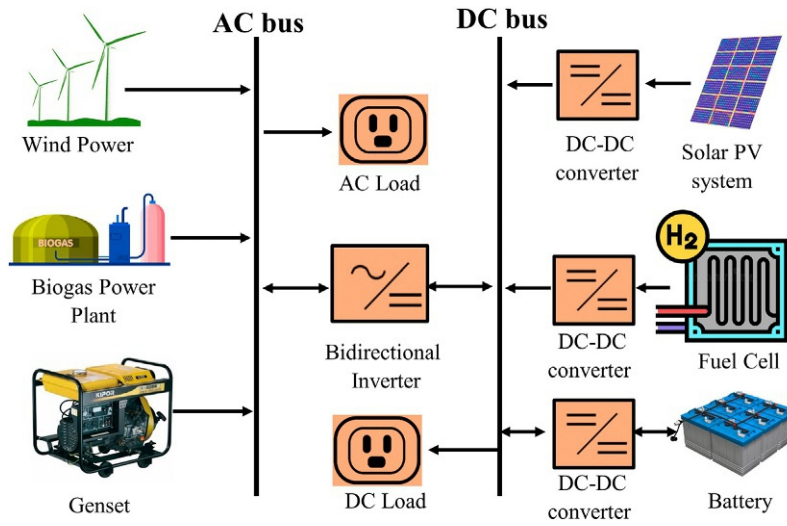 AC bus
DC bus
Wind Power
AC Load
DC-DC
converter
Solar PV
system
BIOGAS
Biogas Power
Plant
Bidirectional
Inverter
H2
DC-DC
converter
Fuel Cell
KIPOR
Genset
DC Load
DC-DC
converter
Battery